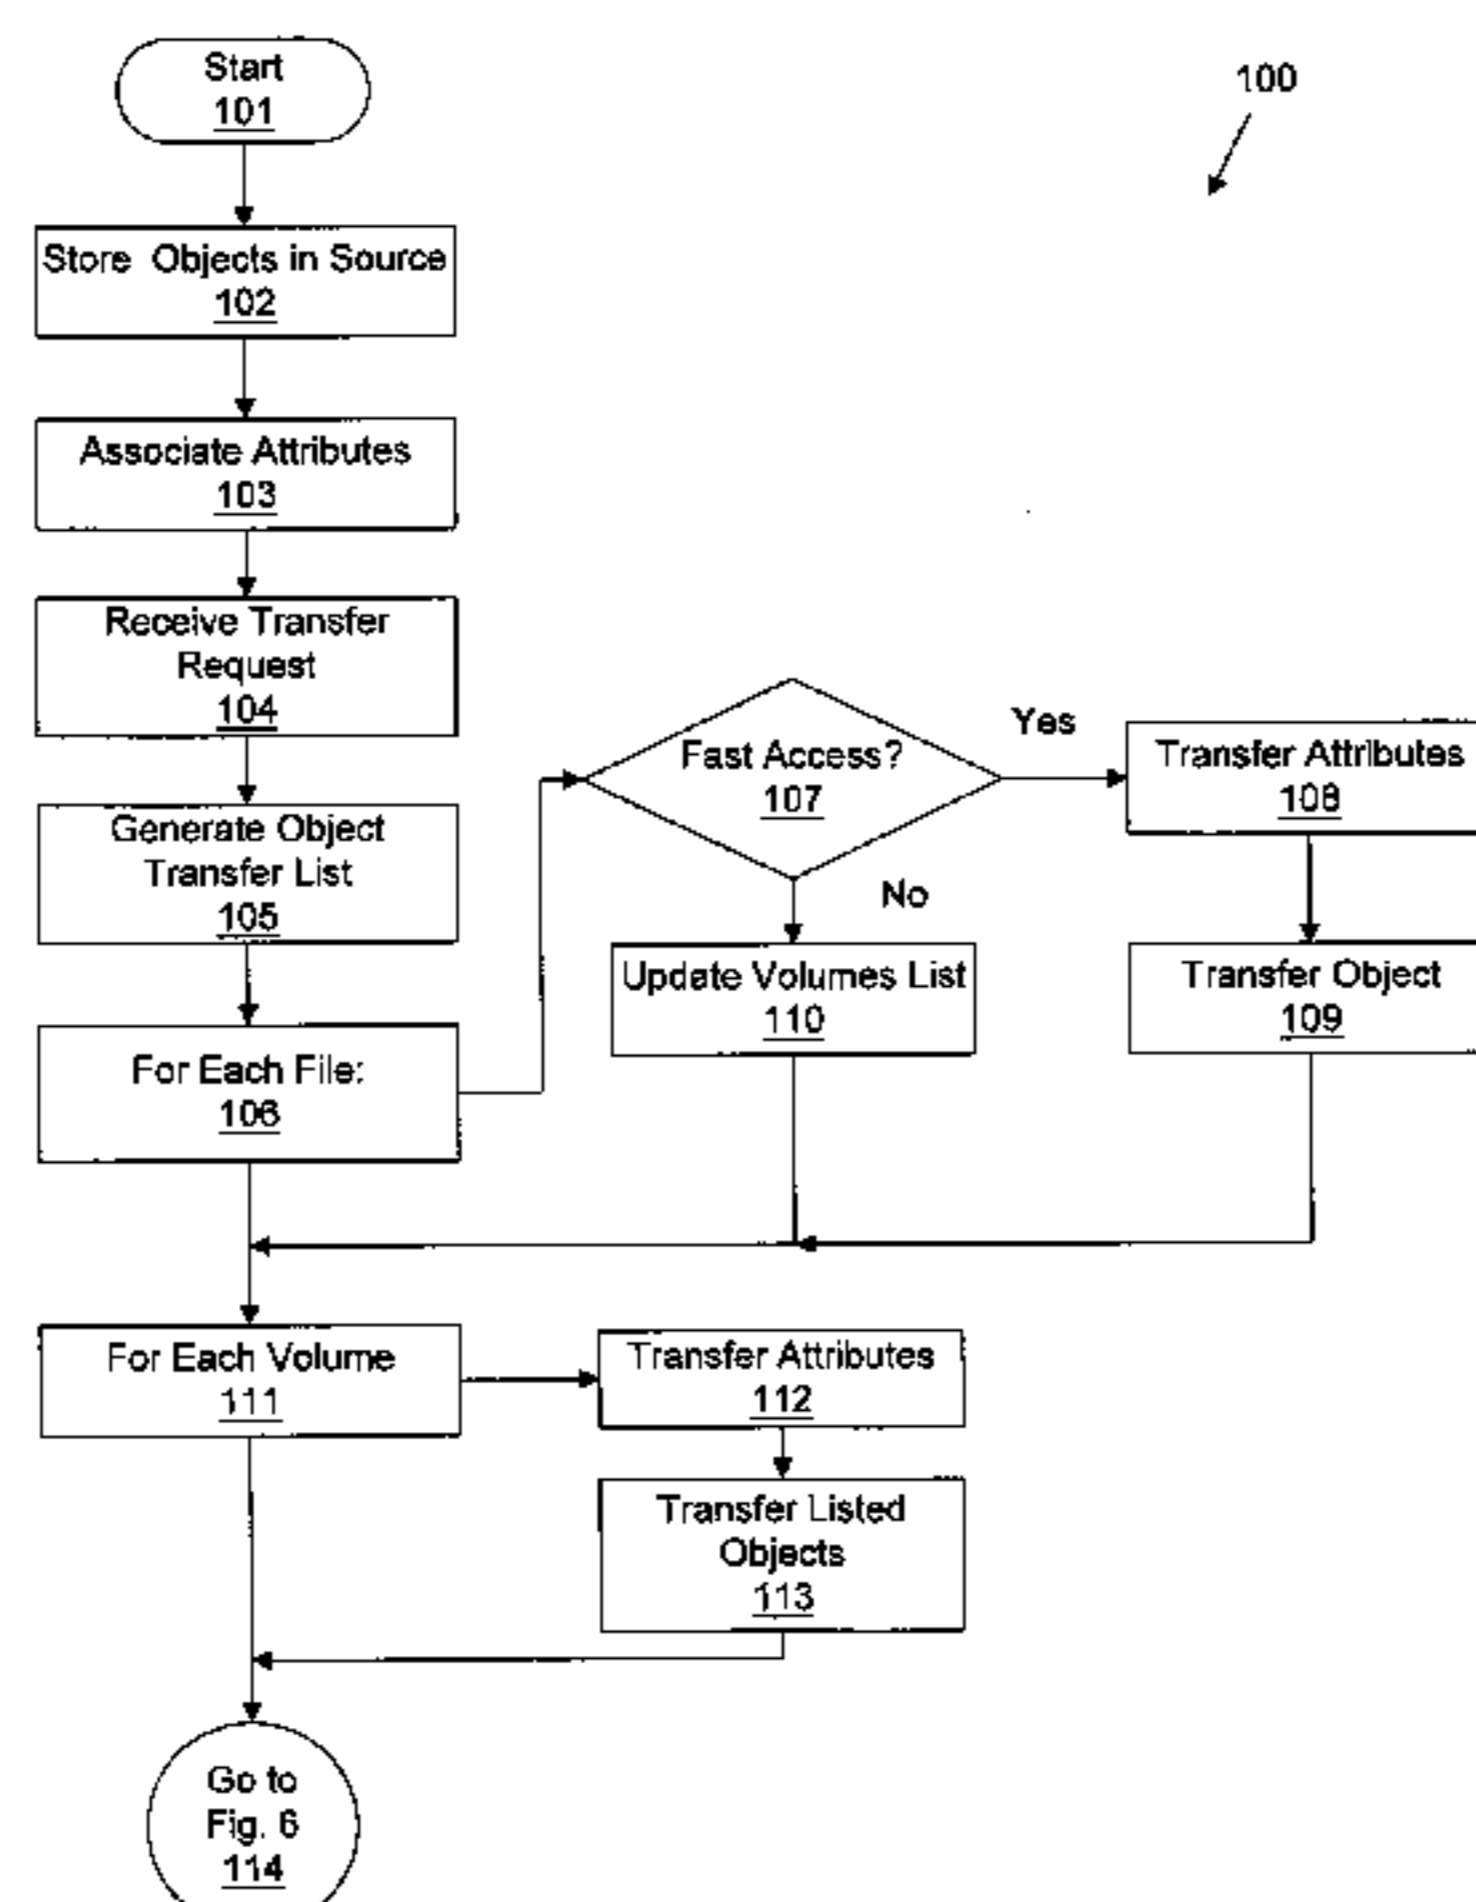 Start
101
100
Store Objects in Source
102
Associate Attributes
103
Receive Transfer
Request
104
Generate Object
Transfer List
105
For Each File:
106
Fast Access?
107
Yes
No
Transfer Attributes
108
Transfer Object
109
Update Volumes List
110
For Each Volume
111
Transfer Attributes
112
Transfer Listed
Objects
113
Go to
Fig. 6
114